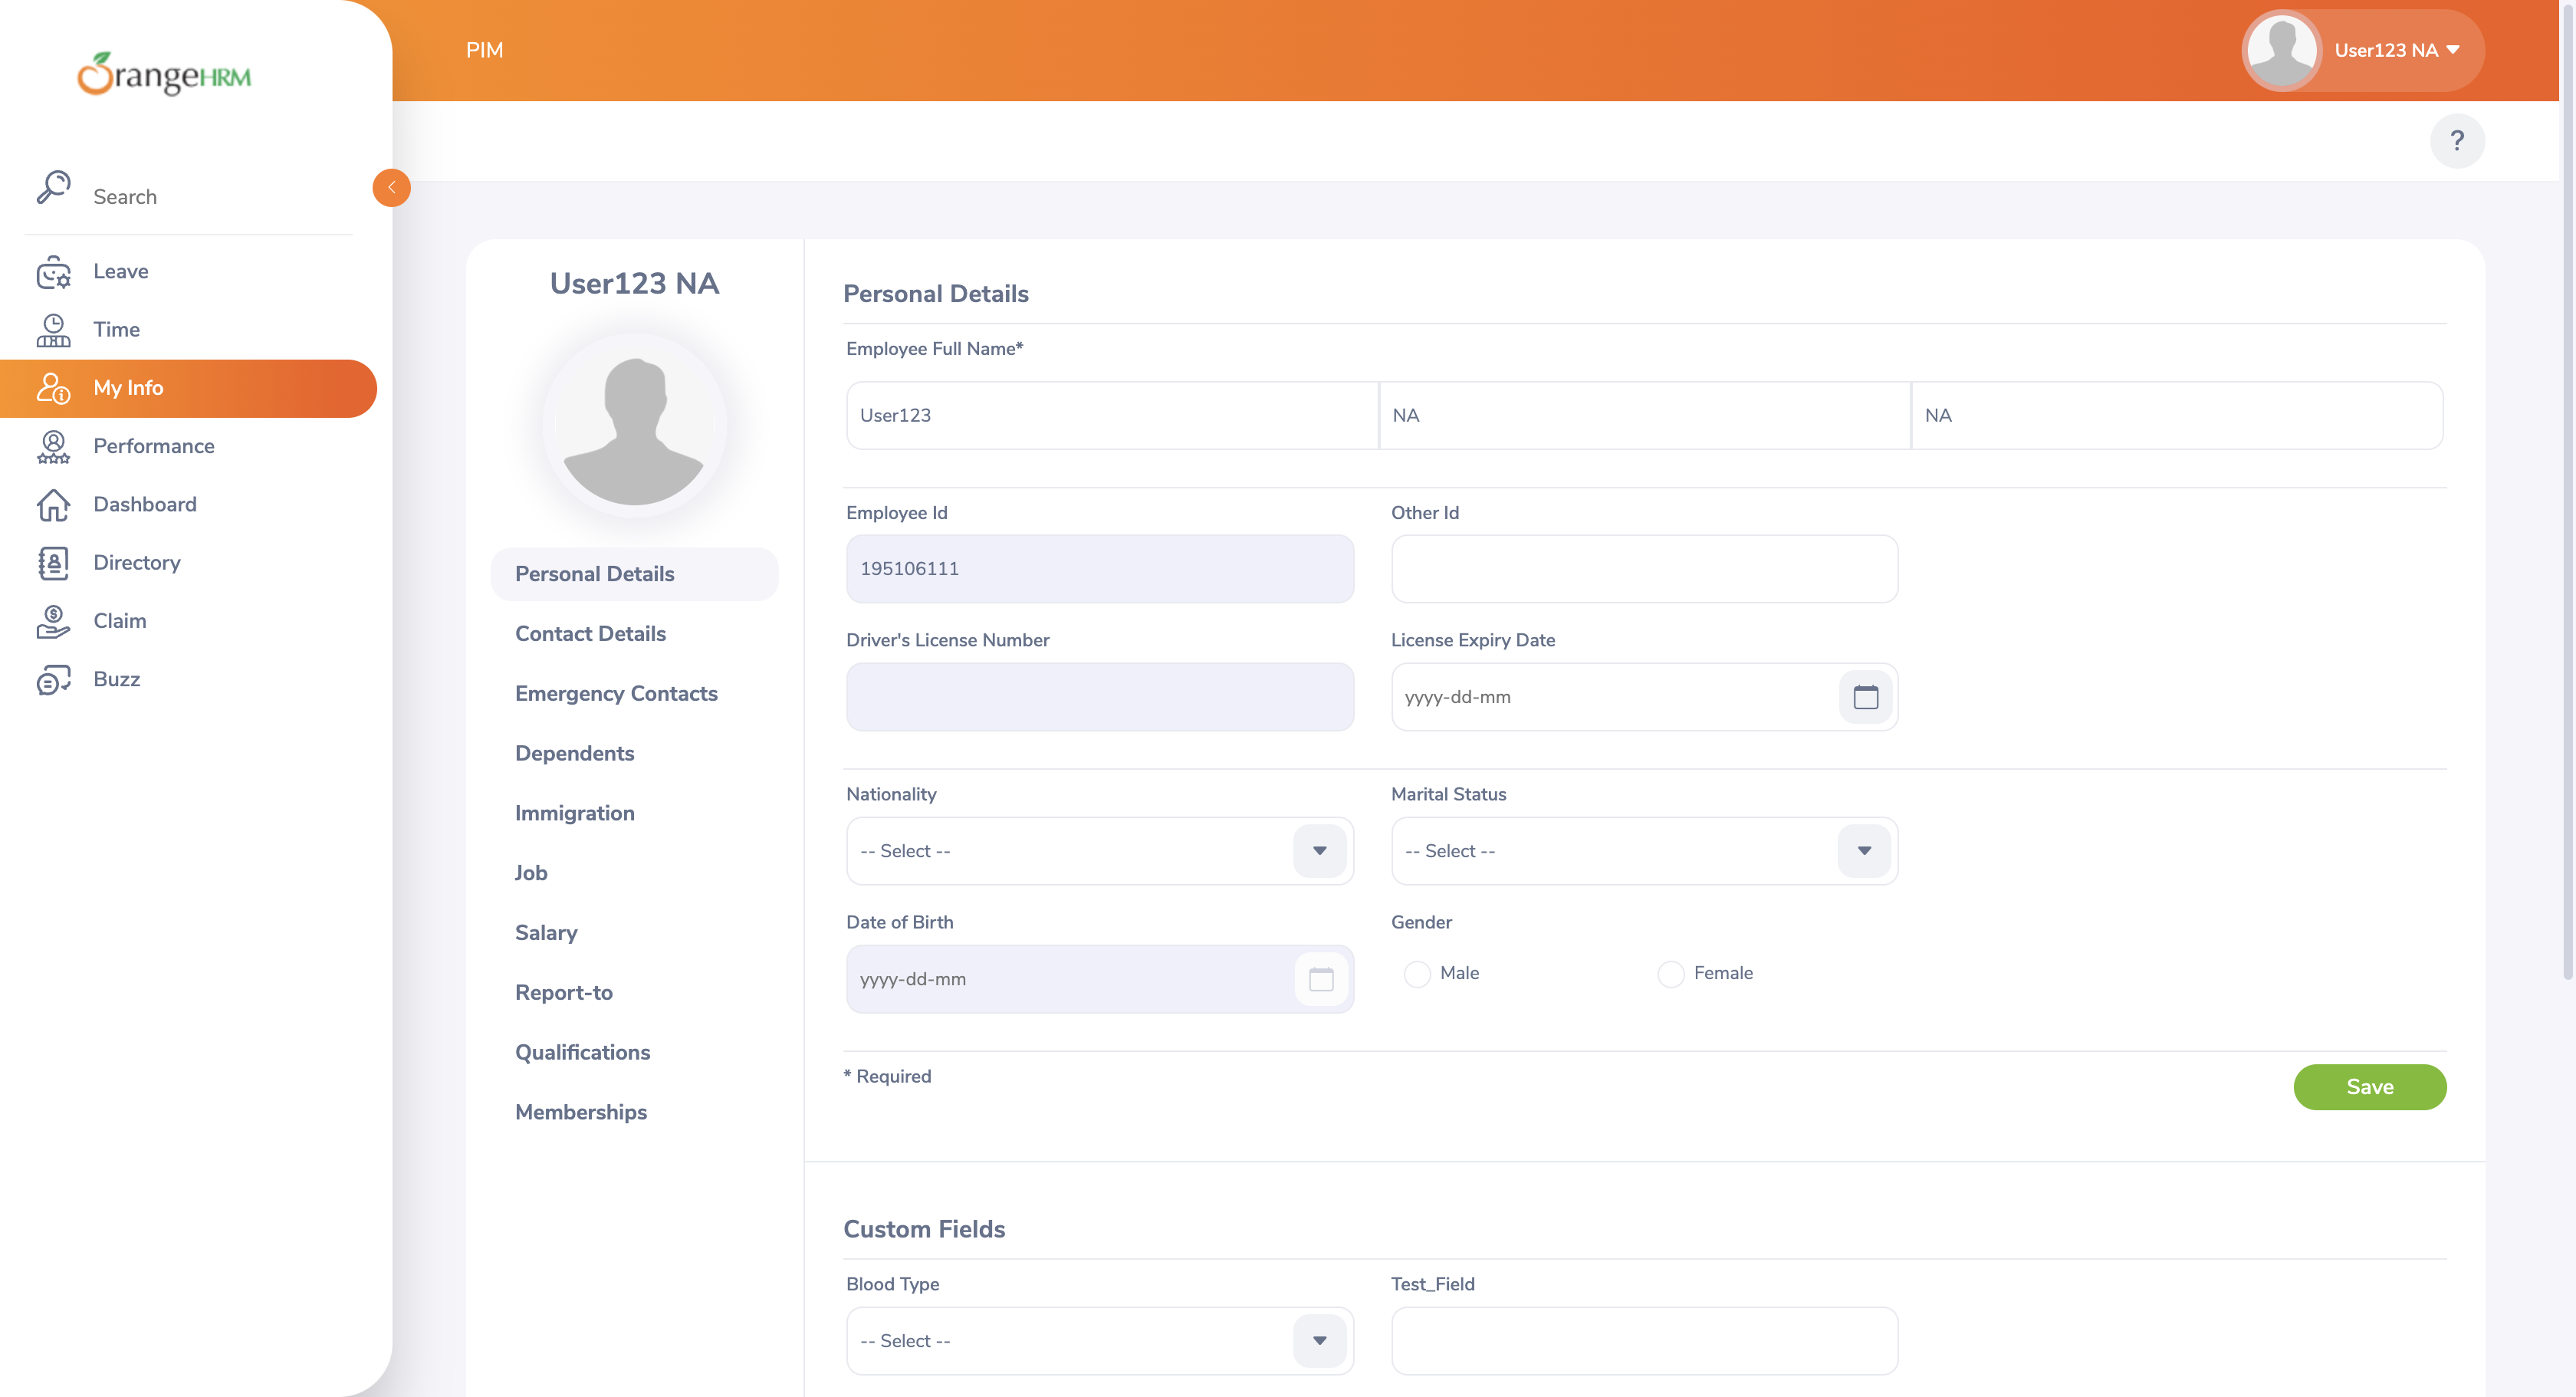 OrangeHRM
PIM
User123 NA
?
Search
Leave
Time
My Info
Performance
Dashboard
Directory
Claim
Buzz
User123 NA
Personal Details
Contact Details
Emergency Contacts
Dependents
Immigration
Job
Salary
Report-to
Qualifications
Memberships
Personal Details
Employee Full Name*
User123 NA NA
Employee Id Other Id
195106111
Driver's License Number License Expiry Date
yyyy-dd-mm
Nationality Marital Status
-- Select -- -- Select --
Date of Birth Gender
yyyy-dd-mm Male Female
* Required
Save
Custom Fields
Blood Type Test_Field
-- Select --